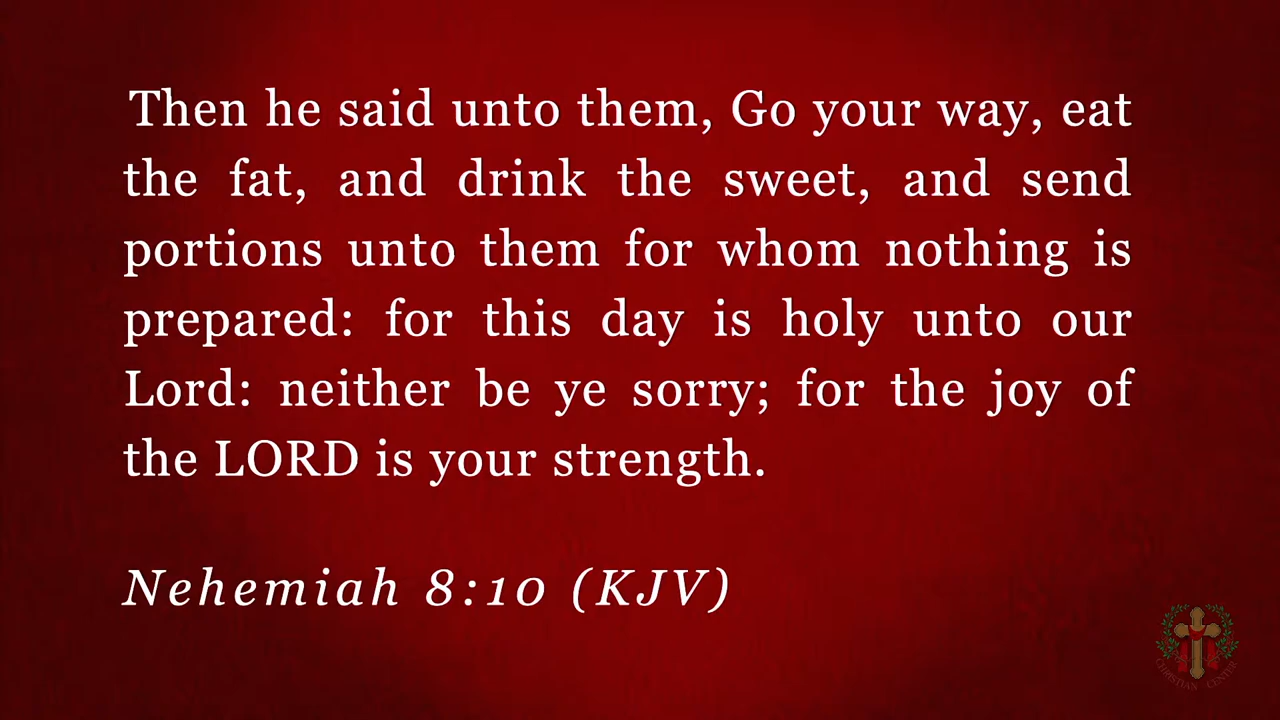 Then he said unto them, Go your way, eat
the fat, and drink the sweet, and send
portions unto them for whom nothing is
prepared: for this day is holy unto our
Lord: neither be ye sorry; for the joy of
the LORD is your strength.
Nehemiah 8:10 (KJV)
CHRISTIAN CENTER